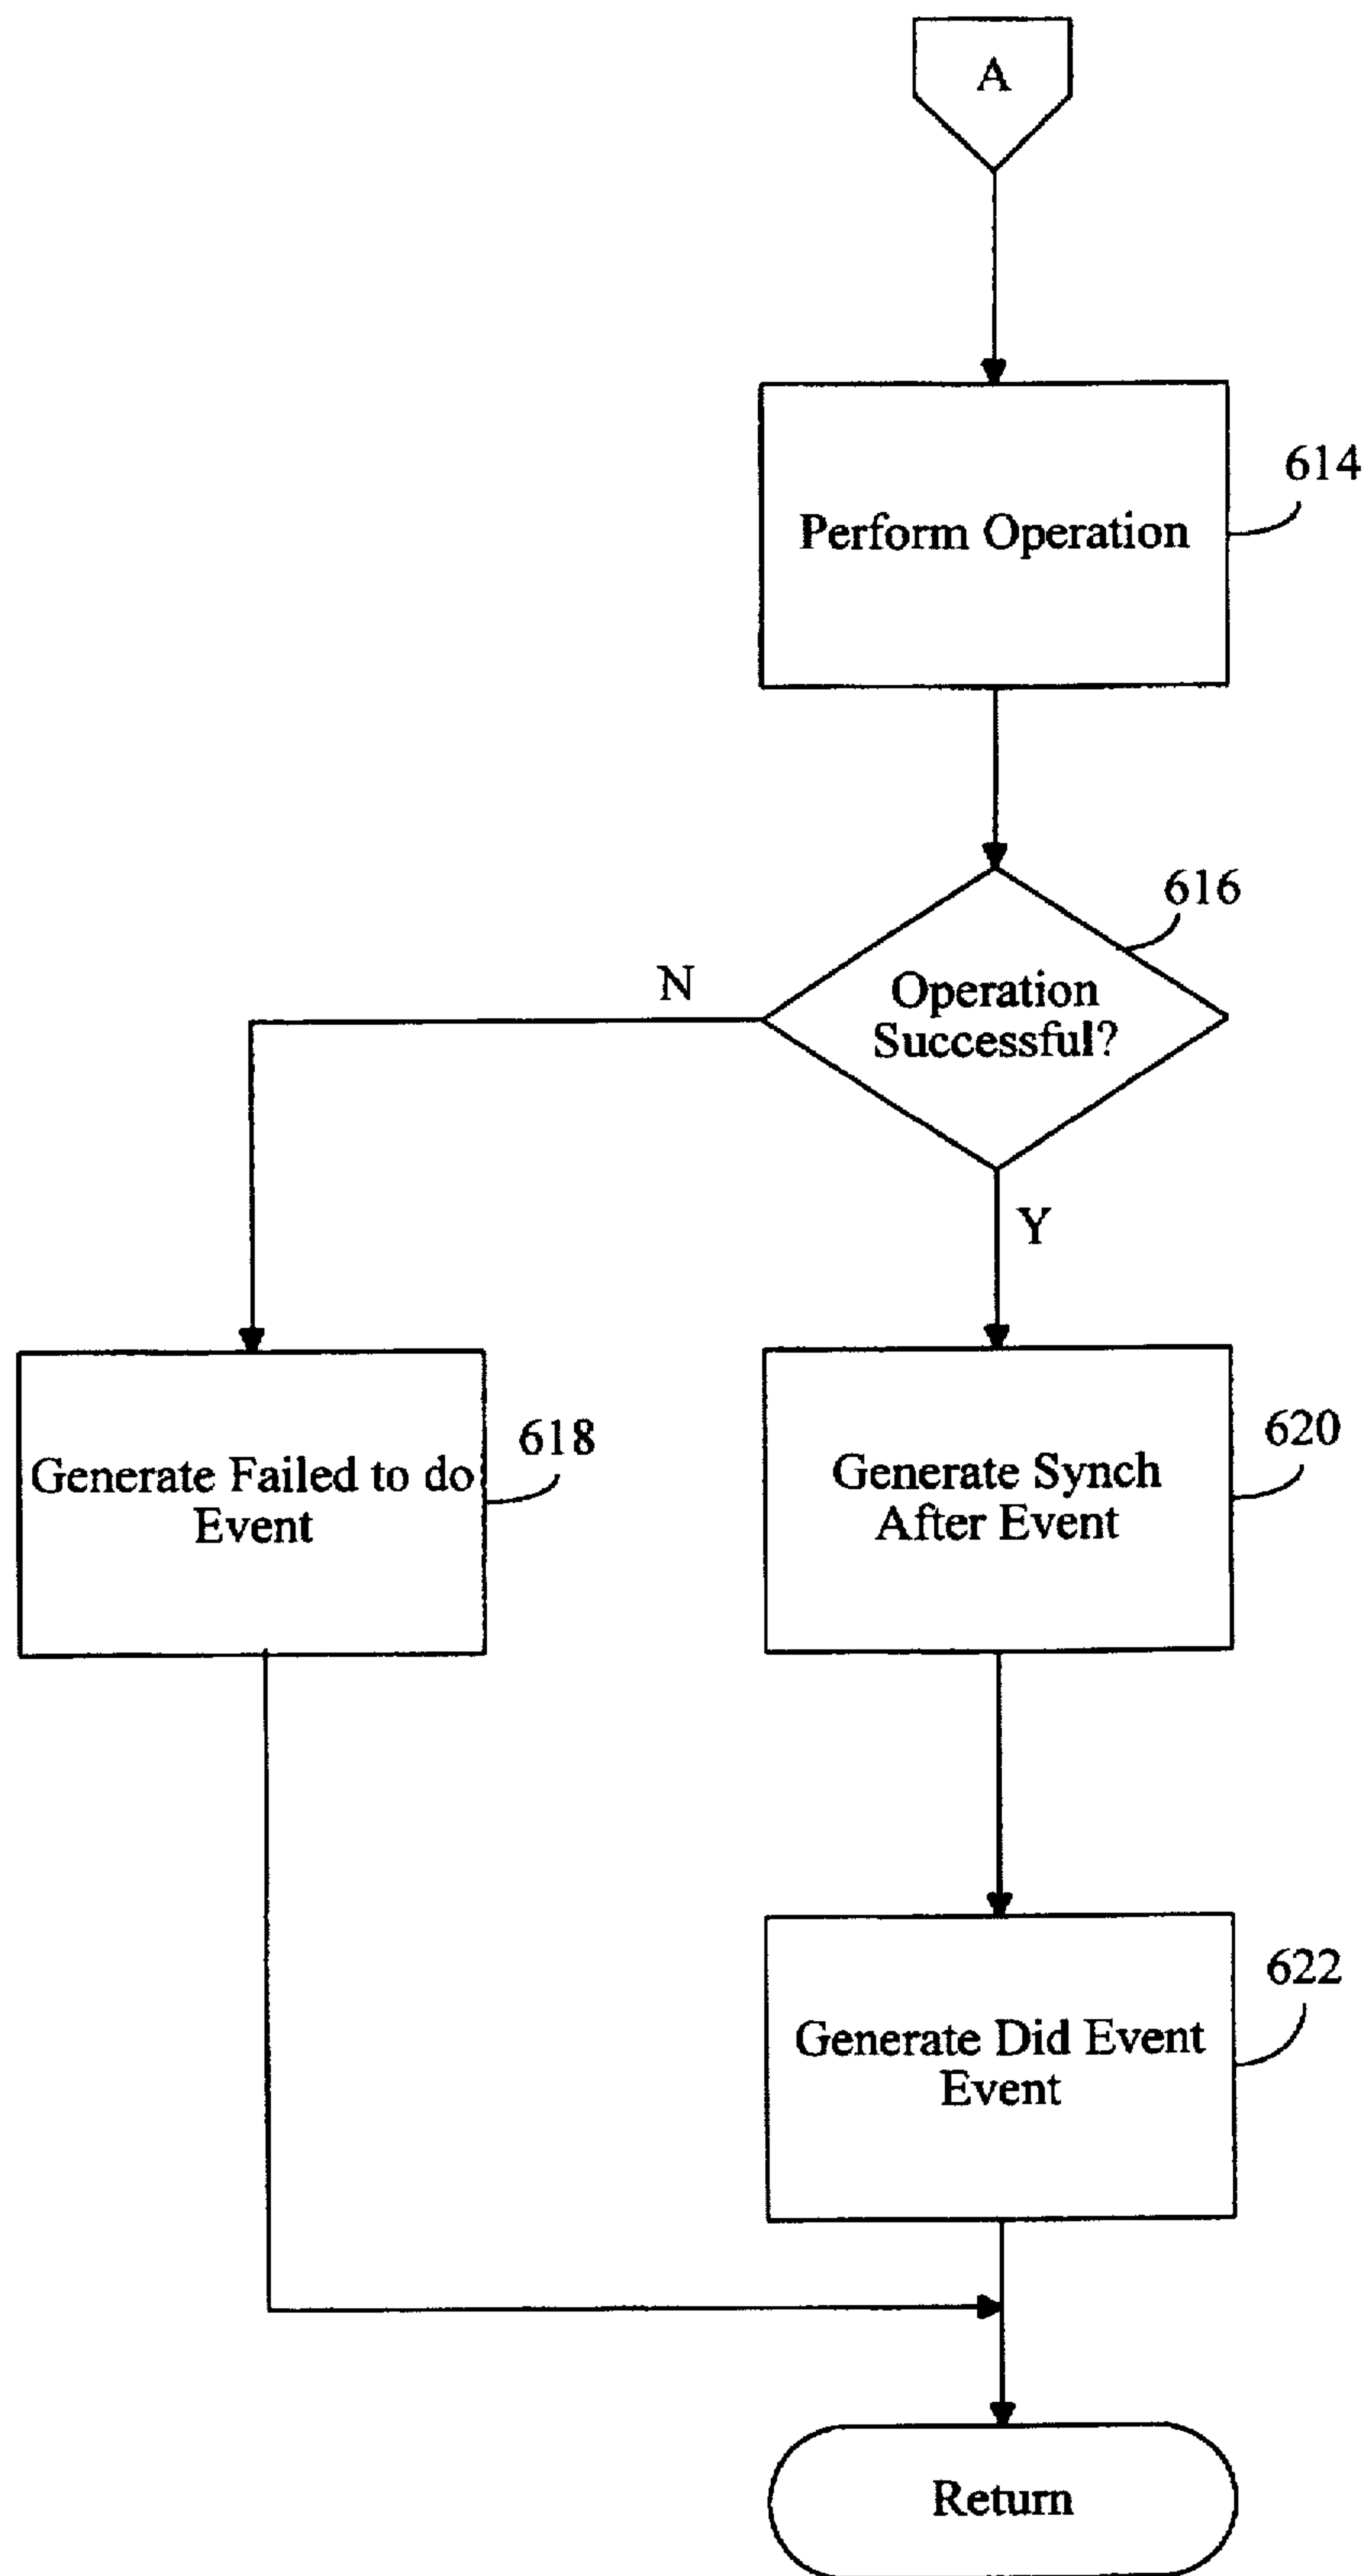 A
614
Perform Operation
616
N
Operation
Successful?
Y
618
Generate Failed to do
Event
620
Generate Synch
After Event
622
Generate Did Event
Event
Return